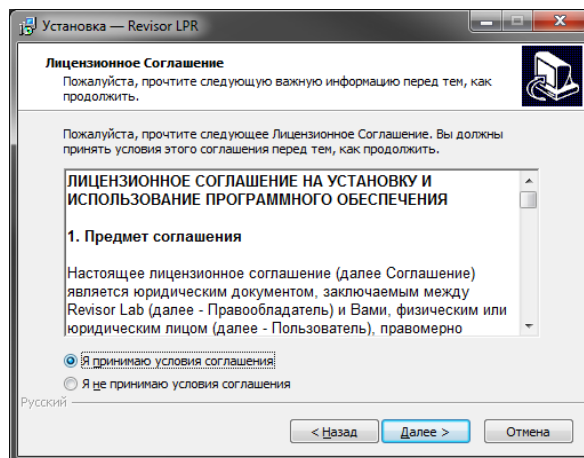 Установка — Revisor LPR
Лицензионное Соглашение
Пожалуйста, прочтите следующую важную информацию перед тем, как
продолжить.
Пожалуйста, прочтите следующее Лицензионное Соглашение. Вы должны
принять условия этого соглашения перед тем, как продолжить.
ЛИЦЕНЗИОННОЕ СОГЛАШЕНИЕ НА УСТАНОВКУ И
ИСПОЛЬЗОВАНИЕ ПРОГРАММНОГО ОБЕСПЕЧЕНИЯ
1. Предмет соглашения
Настоящее лицензионное соглашение (далее Соглашение)
является юридическим документом, заключаемым между
Revisor Lab (далее - Правообладатель) и Вами, физическим или
юридическим лицом (далее - Пользователь), правомерно
Я принимаю условия соглашения
Я не принимаю условия соглашения
Русский
< Назад
Далее >
Отмена